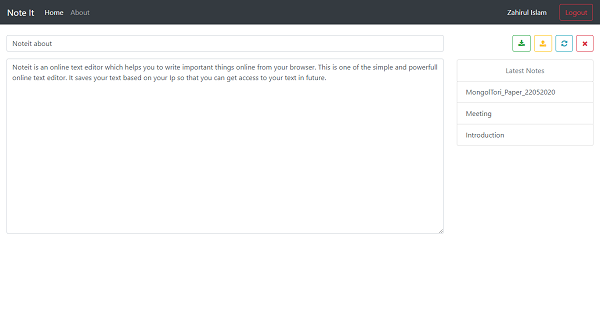 Note It Home About Zahirul Islam Logout
Noteit about
Noteit is an online text editor which helps you to write important things online from your browser. This is one of the simple and powerfull
online text editor. It saves your text based on your Ip so that you can get access to your text in future.
Latest Notes
MongolTori_Paper_22052020
Meeting
Introduction